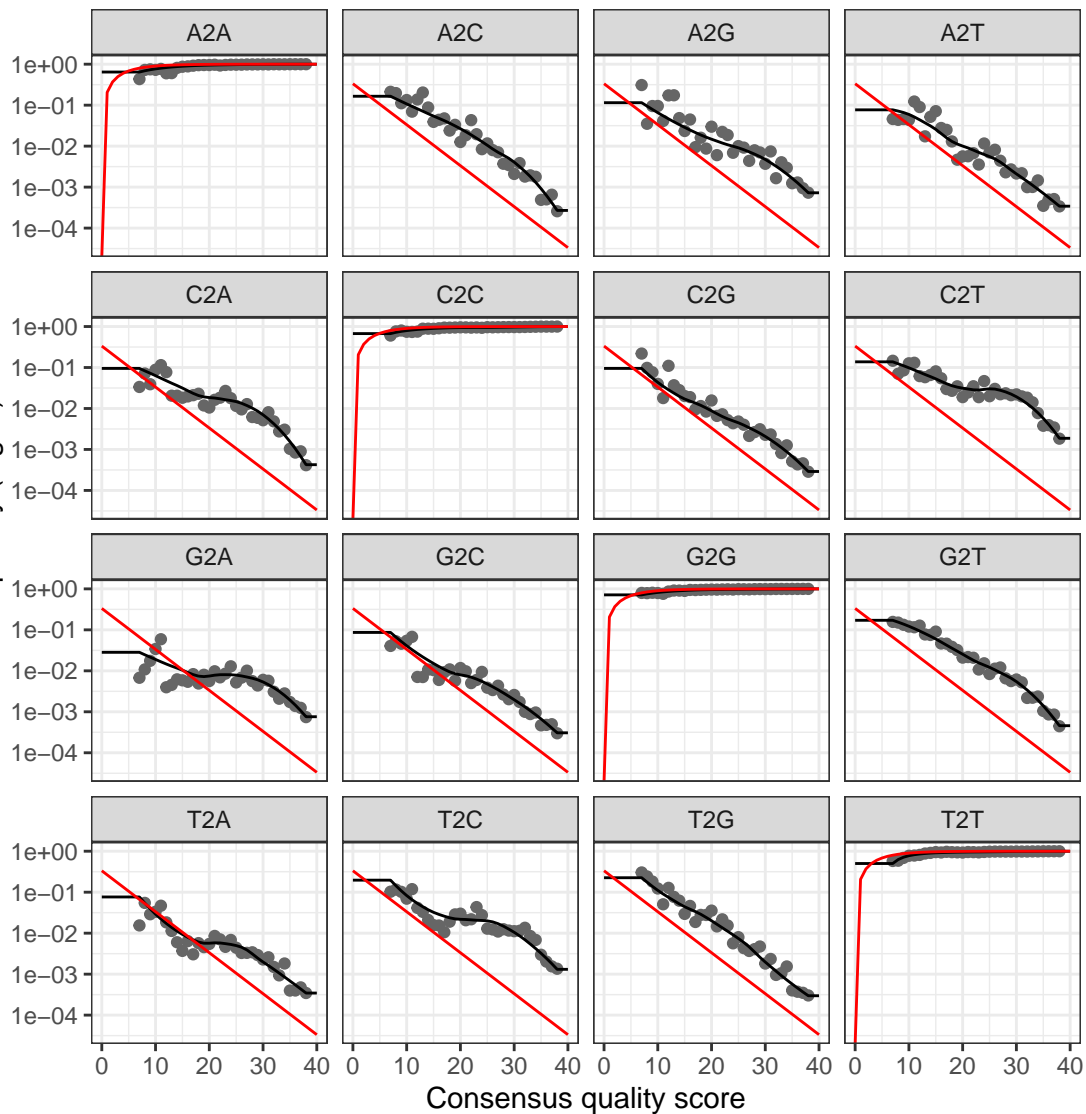 A2A A2C A2G A2T
1e+00
1e−01
1e−02
1e−03
1e−04
C2A C2C C2G C2T
1e+00
1e−01
1e−02
1e−03
1e−04
G2A G2C G2G G2T
1e+00
1e−01
1e−02
1e−03
1e−04
T2A T2C T2G T2T
1e+00
1e−01
1e−02
1e−03
1e−04
0 10 20 30 40 0 10 20 30 40 0 10 20 30 40 0 10 20 30 40
Consensus quality score